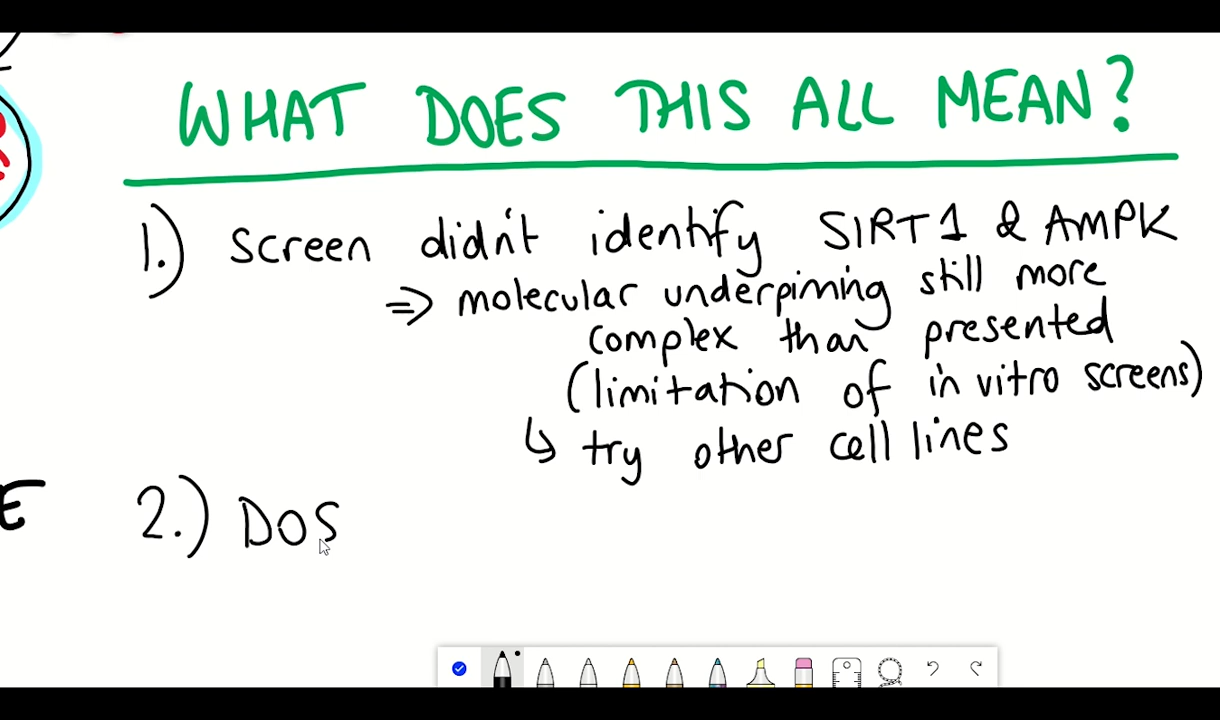 WHAT DOES THIS ALL MEAN?
1.) Screen didn't identify SIRT1 & AMPK
=> molecular underpinning still more
complex than presented
(limitation of in vitro screens)
↳ try other cell lines
E
2.) DOS